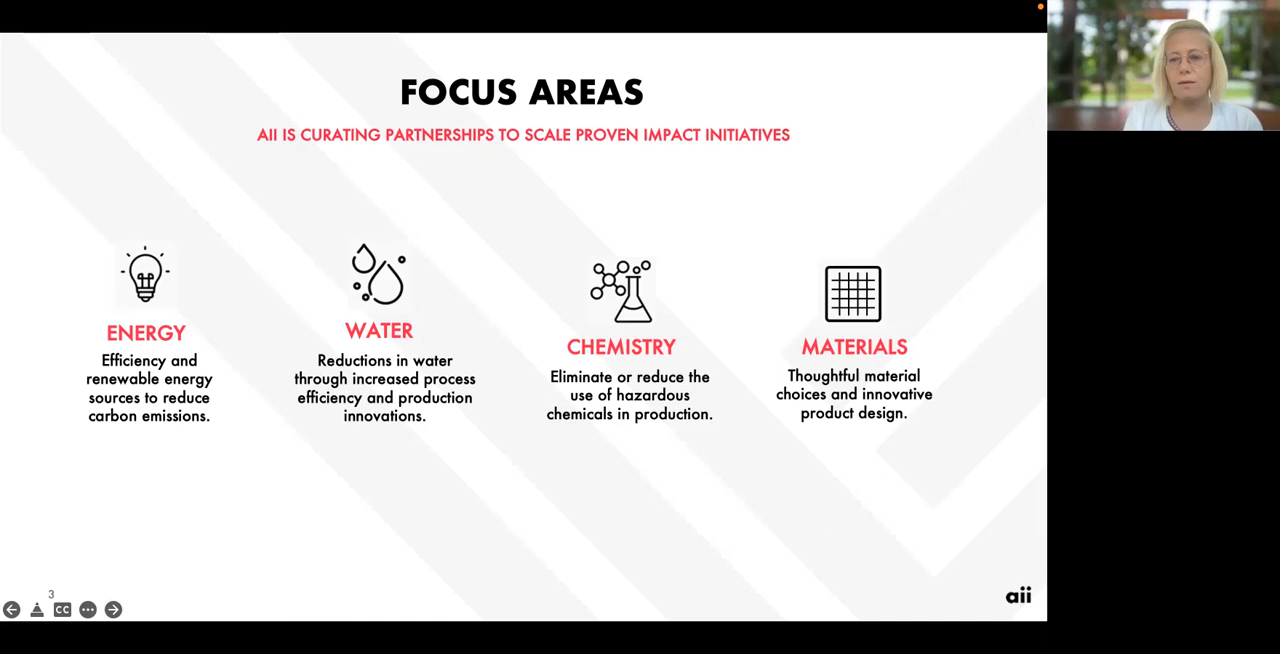 FOCUS AREAS
AII IS CURATING PARTNERSHIPS TO SCALE PROVEN IMPACT INITIATIVES
ENERGY
Efficiency and
renewable energy
sources to reduce
carbon emissions.
WATER
Reductions in water
through increased process
efficiency and production
innovations.
CHEMISTRY
Eliminate or reduce the
use of hazardous
chemicals in production.
MATERIALS
Thoughtful material
choices and innovative
product design.
3
CC
aii